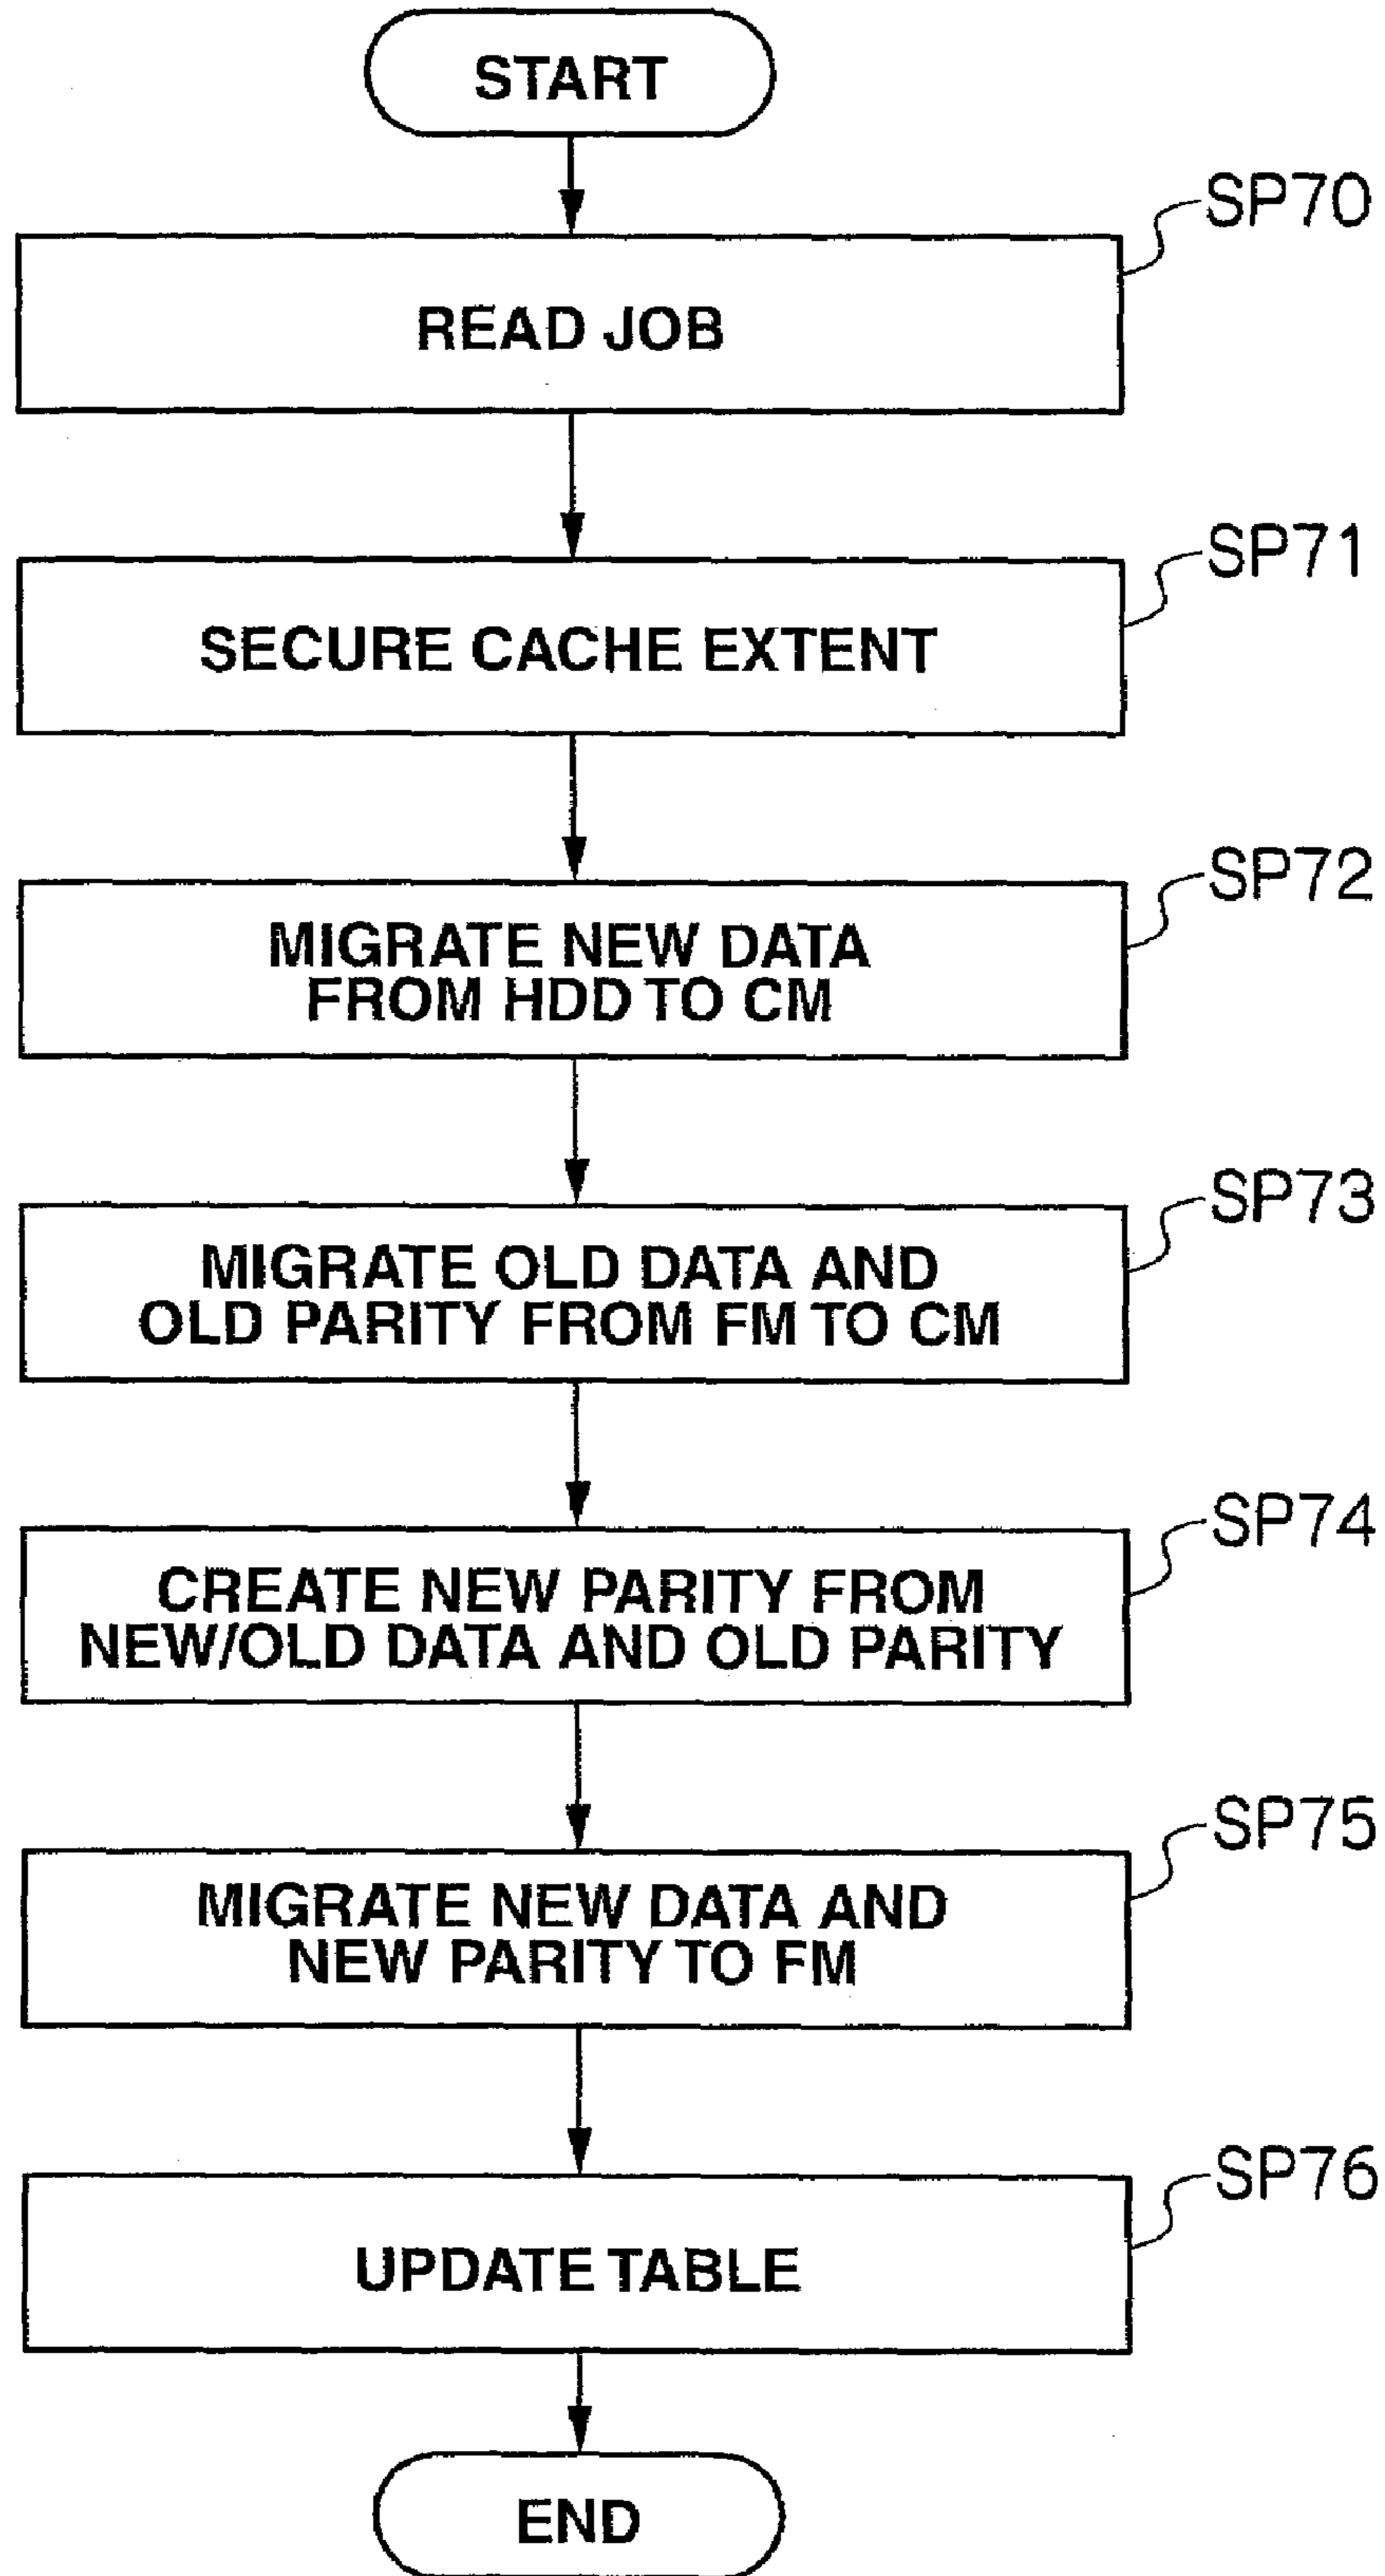 START
SP70
READ JOB
SP71
SECURE CACHE EXTENT
SP72
MIGRATE NEW DATA
FROM HDD TO CM
SP73
MIGRATE OLD DATA AND
OLD PARITY FROM FM TO CM
SP74
CREATE NEW PARITY FROM
NEW/OLD DATA AND OLD PARITY
SP75
MIGRATE NEW DATA AND
NEW PARITY TO FM
SP76
UPDATE TABLE
END